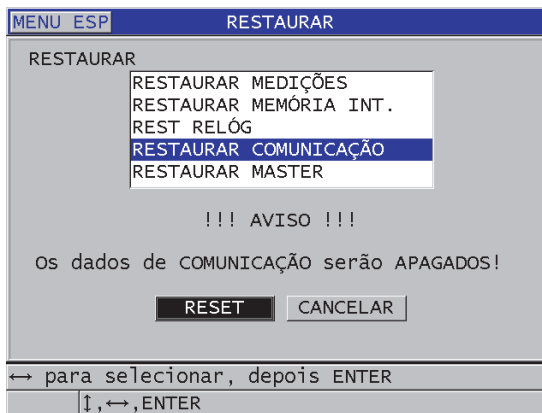 MENU ESP RESTAURAR
RESTAURAR
RESTAURAR MEDIÇÕES
RESTAURAR MEMÓRIA INT.
REST RELÓG
RESTAURAR COMUNICAÇÃO
RESTAURAR MASTER
!!! AVISO !!!
Os dados de COMUNICAÇÃO serão APAGADOS!
RESET CANCELAR
↔ para selecionar, depois ENTER
↕,↔,ENTER